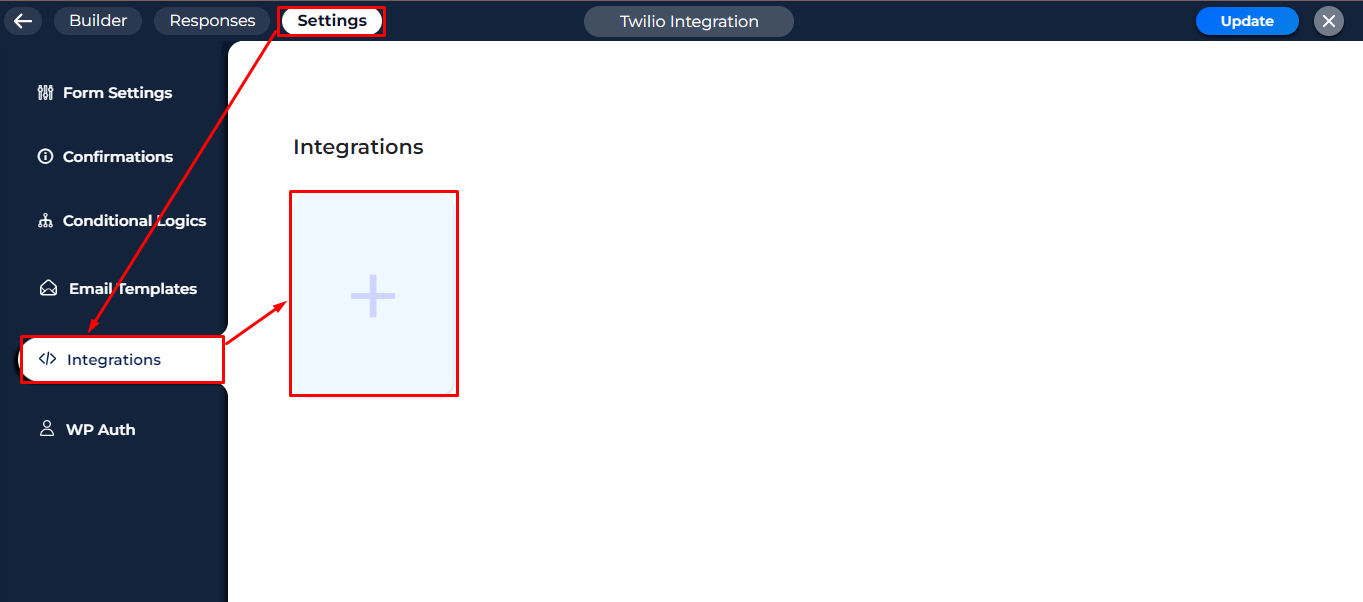 Builder
Responses
Settings
Twilio Integration
Update
Form Settings
Confirmations
Conditional Logics
Email Templates
Integrations
WP Auth
Integrations